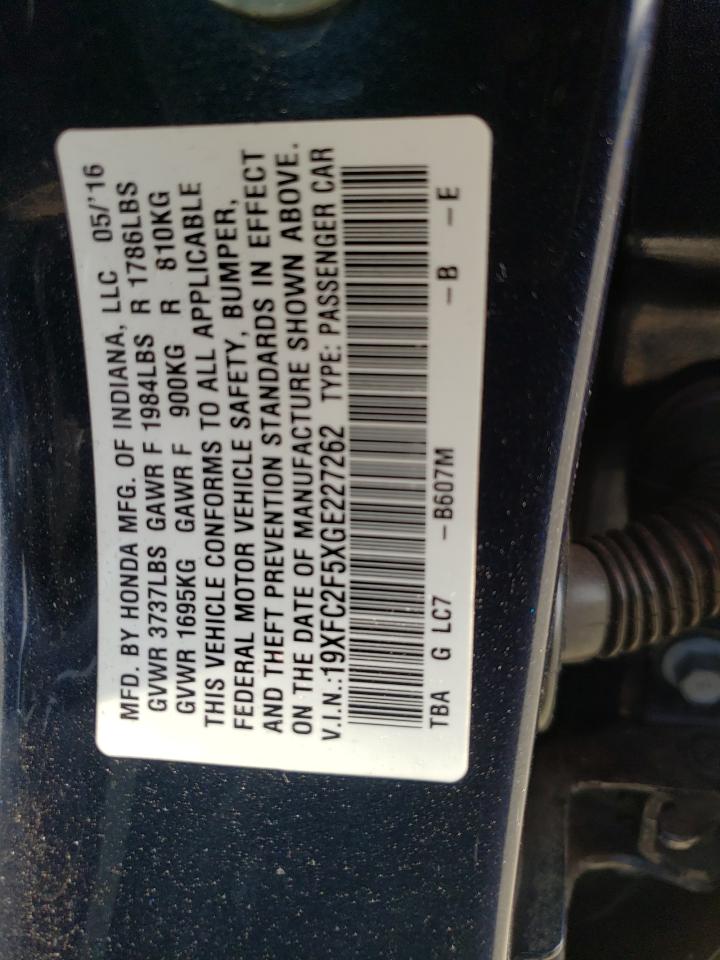 MFD. BY HONDA MFG. OF INDIANA, LLC 05/'16
GVWR 3737LBS GAWR F 1984LBS R 1786LBS
GVWR 1695KG GAWR F 900KG R 810KG
THIS VEHICLE CONFORMS TO ALL APPLICABLE
FEDERAL MOTOR VEHICLE SAFETY, BUMPER,
AND THEFT PREVENTION STANDARDS IN EFFECT
ON THE DATE OF MANUFACTURE SHOWN ABOVE.
V.I.N.:19XFC2F5XGE227262 TYPE: PASSENGER CAR
TBA G LC7 -B607M -B -E